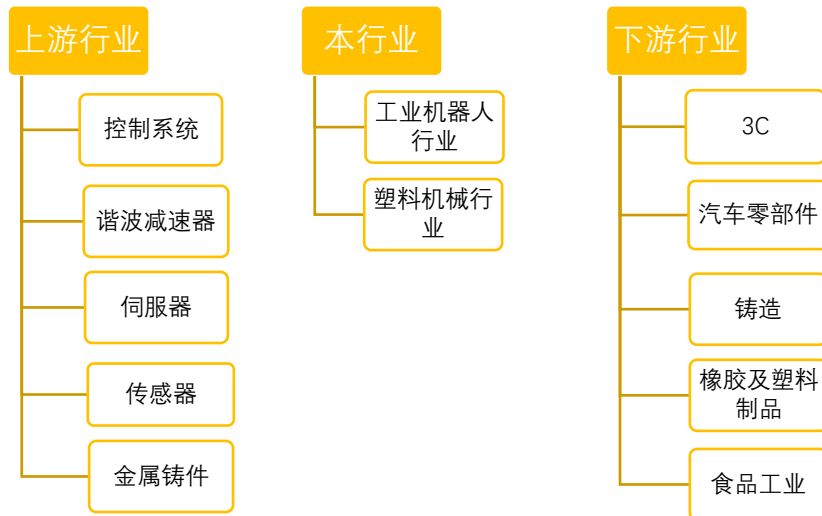 上游行业
控制系统
谐波减速器
伺服器
传感器
金属铸件
本行业
工业机器人
行业
塑料机械行
业
下游行业
3C
汽车零部件
铸造
橡胶及塑料
制品
食品工业